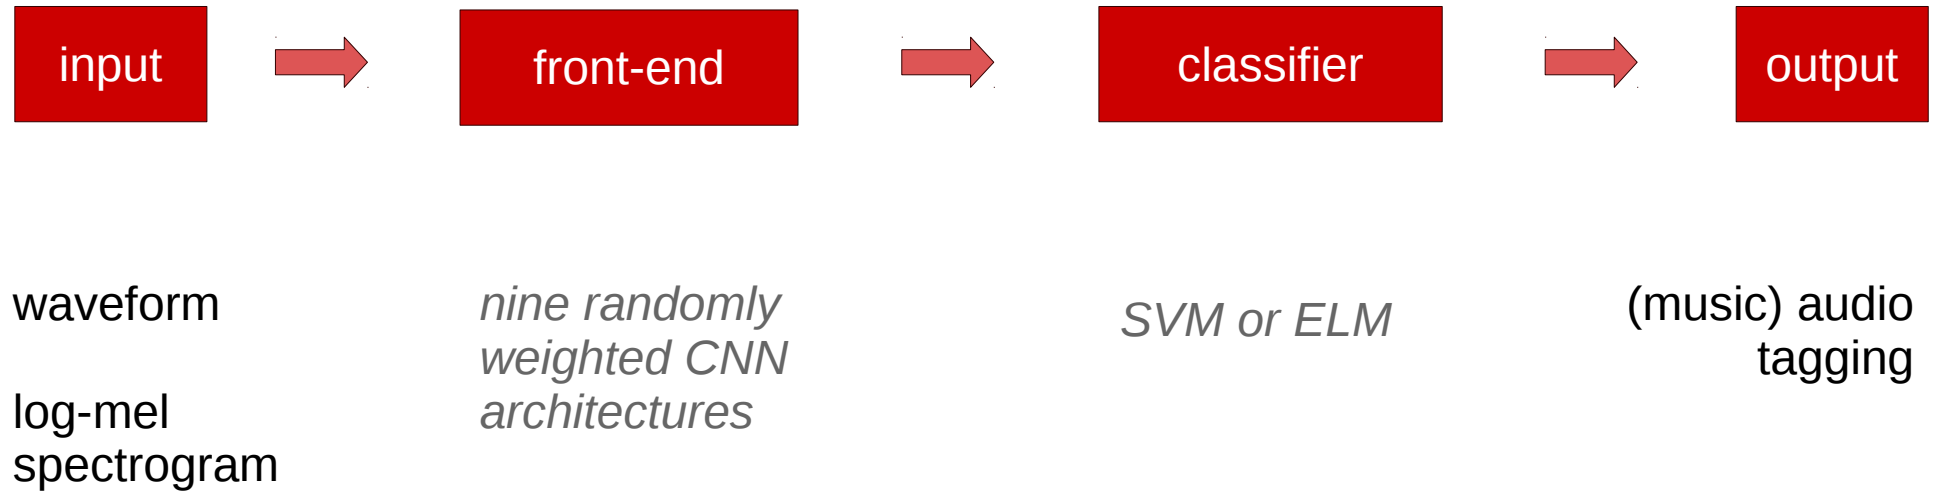 input
front-end
classifier
output
waveform
log-mel
spectrogram
nine randomly
weighted CNN
architectures
SVM or ELM
(music) audio
tagging